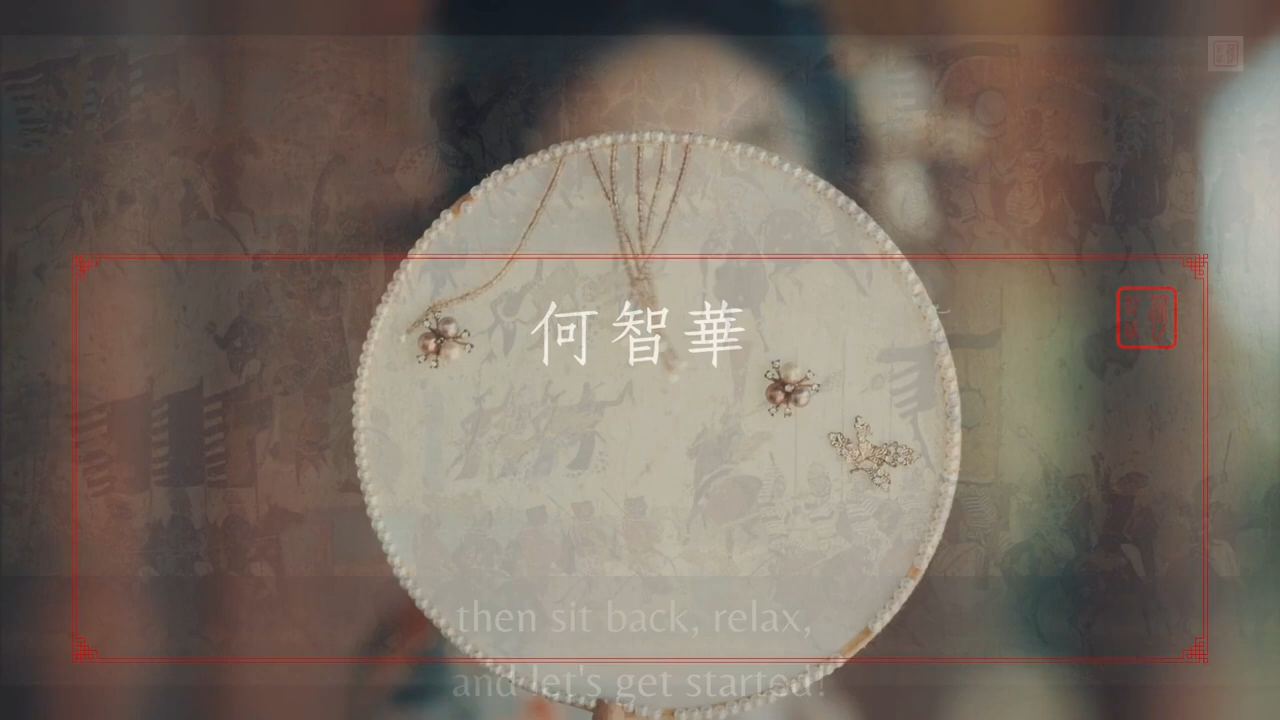 何智華
then sit back, relax,
and let's get started!